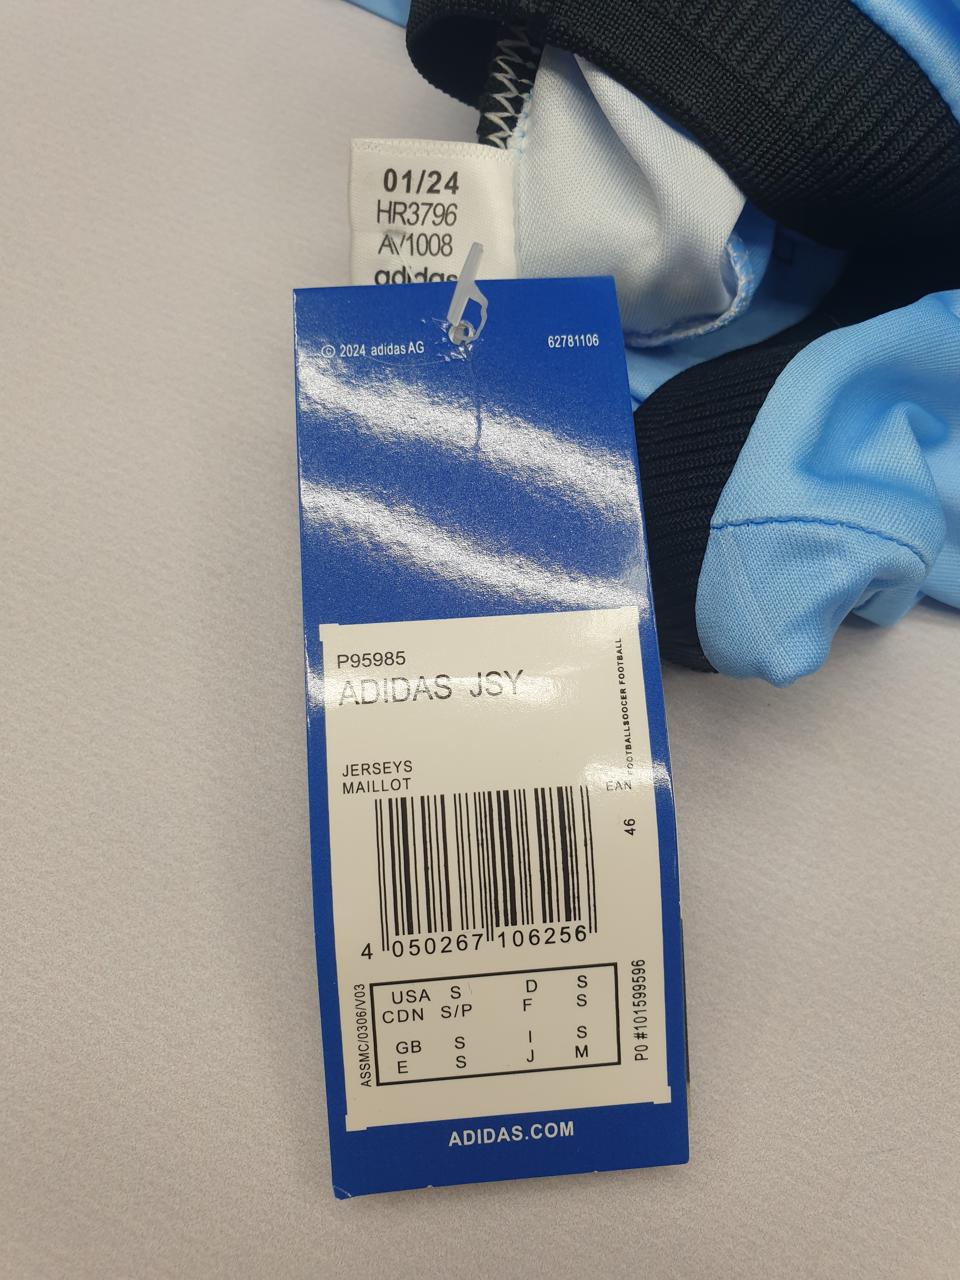 01/24
HR3796
AV1008
adidas
© 2024 adidas AG
62781106
P95985
ADIDAS JSY
FOOTBALLSOCCER FOOTBALL
JERSEYS
MAILLOT
EAN
46
4 050267 106256
ASSMC/0306/V03
USA S D S
CDN S/P F S
GB S I S
E S J M
PO #101599596
ADIDAS.COM